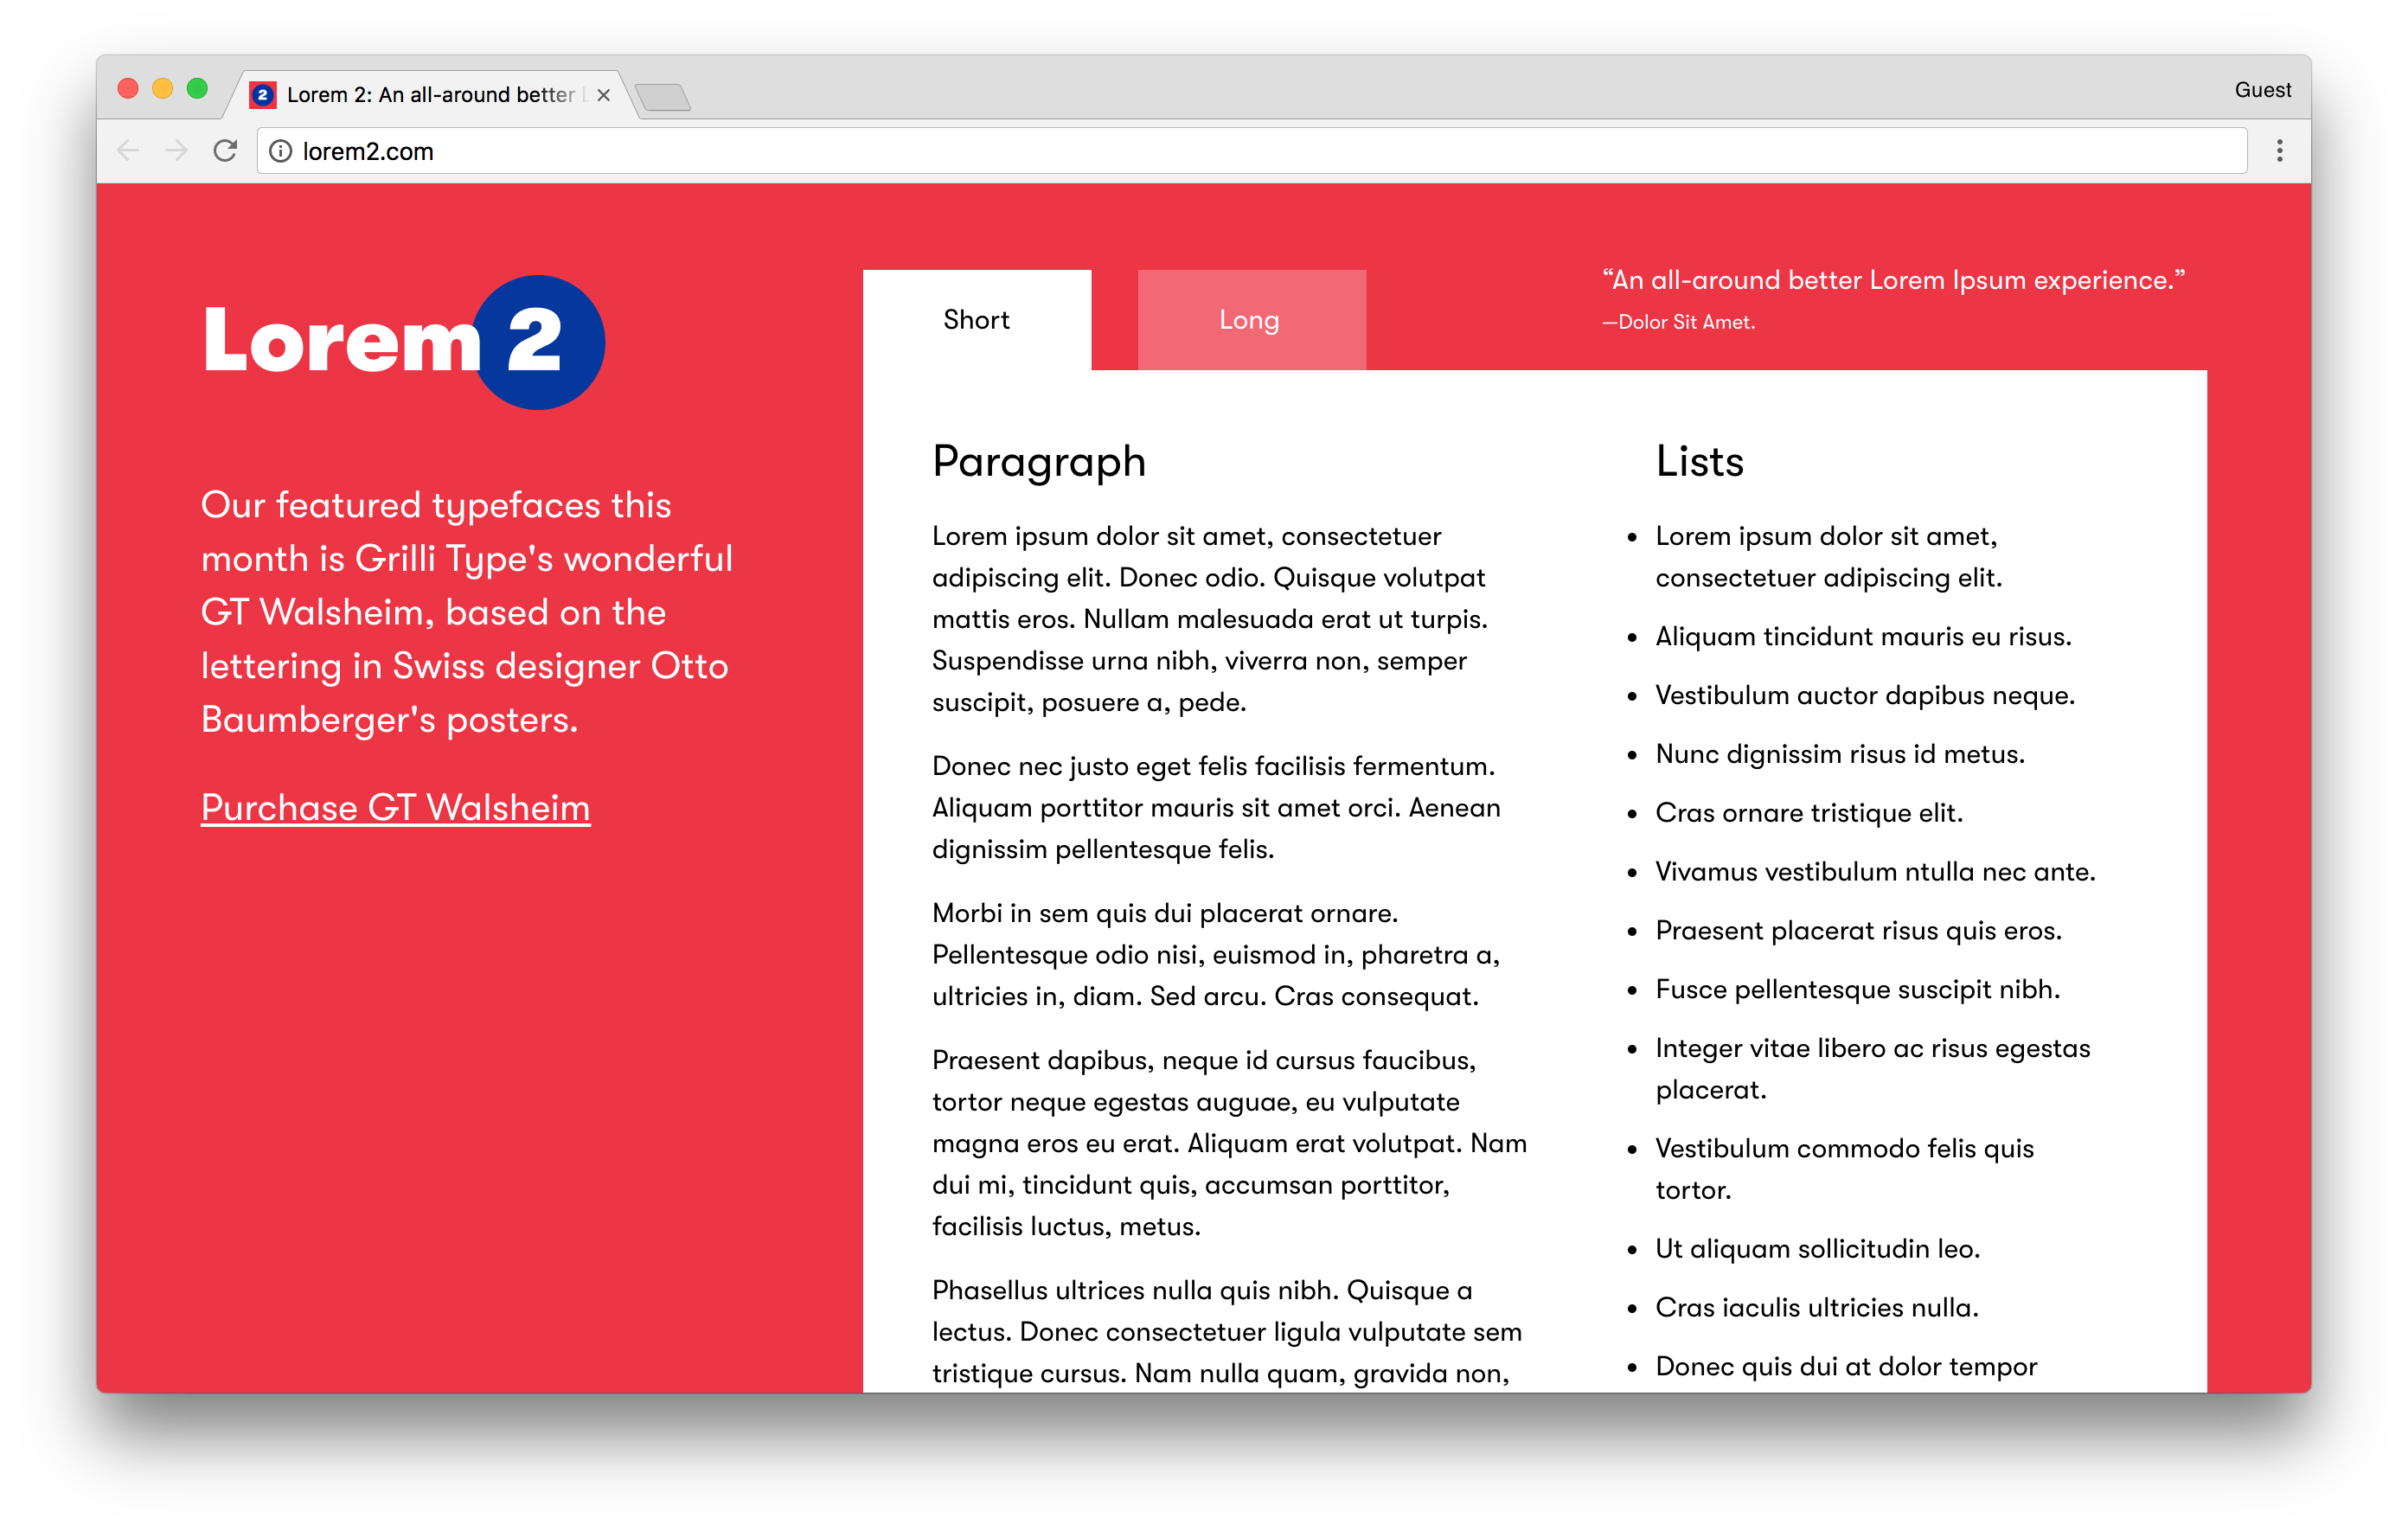 2 Lorem 2: An all-around better
Guest
lorem2.com
Lorem 2
Our featured typefaces this
month is Grilli Type's wonderful
GT Walsheim, based on the
lettering in Swiss designer Otto
Baumberger's posters.
Purchase GT Walsheim
Short
Long
“An all-around better Lorem Ipsum experience.”
—Dolor Sit Amet.
Paragraph
Lorem ipsum dolor sit amet, consectetuer
adipiscing elit. Donec odio. Quisque volutpat
mattis eros. Nullam malesuada erat ut turpis.
Suspendisse urna nibh, viverra non, semper
suscipit, posuere a, pede.
Donec nec justo eget felis facilisis fermentum.
Aliquam porttitor mauris sit amet orci. Aenean
dignissim pellentesque felis.
Morbi in sem quis dui placerat ornare.
Pellentesque odio nisi, euismod in, pharetra a,
ultricies in, diam. Sed arcu. Cras consequat.
Praesent dapibus, neque id cursus faucibus,
tortor neque egestas auguae, eu vulputate
magna eros eu erat. Aliquam erat volutpat. Nam
dui mi, tincidunt quis, accumsan porttitor,
facilisis luctus, metus.
Phasellus ultrices nulla quis nibh. Quisque a
lectus. Donec consectetuer ligula vulputate sem
tristique cursus. Nam nulla quam, gravida non,
Lists
• Lorem ipsum dolor sit amet,
consectetuer adipiscing elit.
• Aliquam tincidunt mauris eu risus.
• Vestibulum auctor dapibus neque.
• Nunc dignissim risus id metus.
• Cras ornare tristique elit.
• Vivamus vestibulum ntulla nec ante.
• Praesent placerat risus quis eros.
• Fusce pellentesque suscipit nibh.
• Integer vitae libero ac risus egestas
placerat.
• Vestibulum commodo felis quis
tortor.
• Ut aliquam sollicitudin leo.
• Cras iaculis ultricies nulla.
• Donec quis dui at dolor tempor